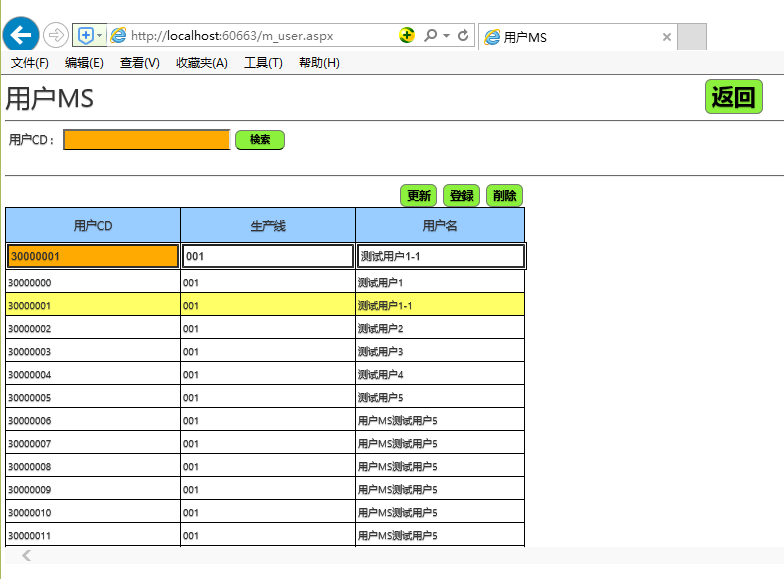 http://localhost:60663/m_user.aspx
用户MS
文件(F) 编辑(E) 查看(V) 收藏夹(A) 工具(T) 帮助(H)
用户MS
返回
用户CD：
检索
更新 登録 削除
用户CD 生产线 用户名
30000001 001 测试用户1-1
30000000 001 测试用户1
30000001 001 测试用户1-1
30000002 001 测试用户2
30000003 001 测试用户3
30000004 001 测试用户4
30000005 001 测试用户5
30000006 001 用户MS测试用户5
30000007 001 用户MS测试用户5
30000008 001 用户MS测试用户5
30000009 001 用户MS测试用户5
30000010 001 用户MS测试用户5
30000011 001 用户MS测试用户5